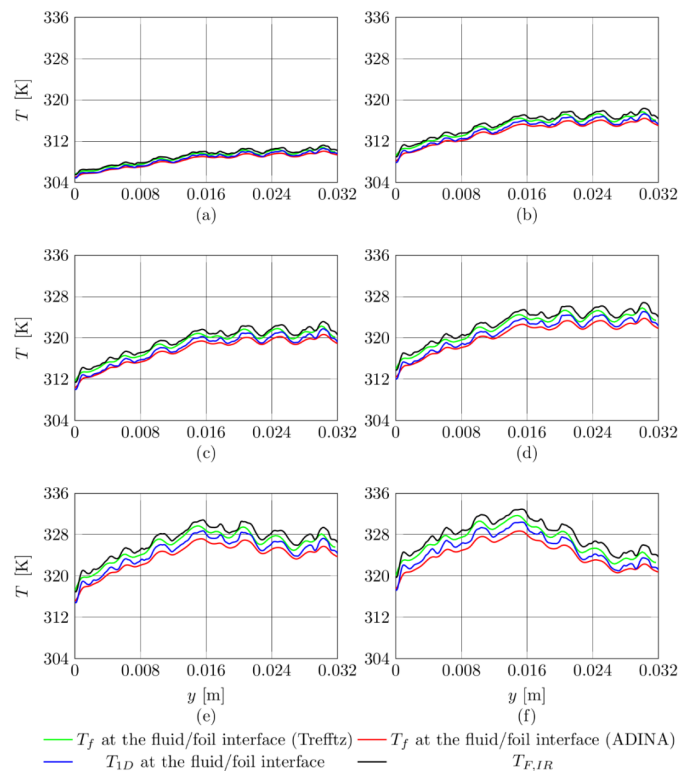 336 336
328 328
T [K]
320 320
312 312
304 304
0 0.008 0.016 0.024 0.032 0 0.008 0.016 0.024 0.032
(a) (b)
336 336
328 328
T [K]
320 320
312 312
304 304
0 0.008 0.016 0.024 0.032 0 0.008 0.016 0.024 0.032
(c) (d)
336 336
328 328
T [K]
320 320
312 312
304 304
0 0.008 0.016 0.024 0.032 0 0.008 0.016 0.024 0.032
y [m] y [m]
(e) (f)
T_f at the fluid/foil interface (Trefftz) T_f at the fluid/foil interface (ADINA)
T_{1D} at the fluid/foil interface T_{F,IR}